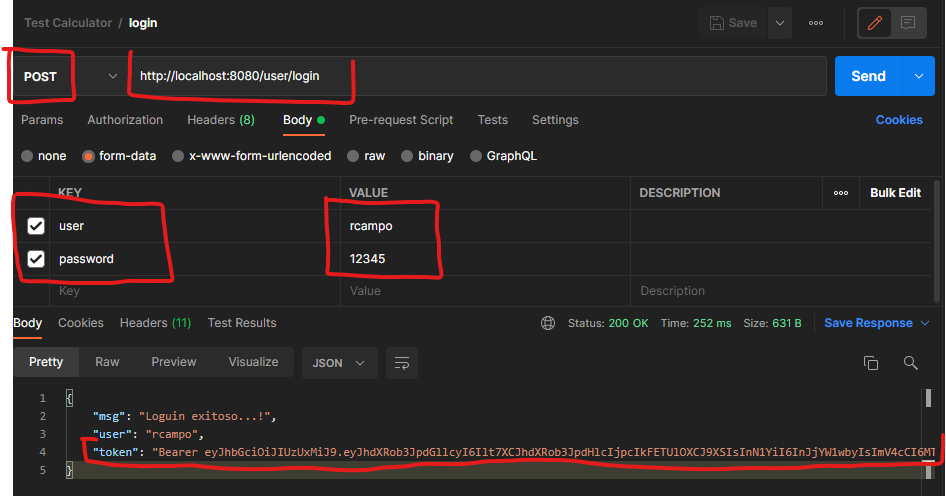 Test Calculator / login
Save
POST http://localhost:8080/user/login Send
Params Authorization Headers (8) Body Pre-request Script Tests Settings Cookies
none form-data x-www-form-urlencoded raw binary GraphQL
KEY VALUE DESCRIPTION Bulk Edit
user rcampo
password 12345
Key Value Description
Body Cookies Headers (11) Test Results Status: 200 OK Time: 252 ms Size: 631 B Save Response
Pretty Raw Preview Visualize JSON
1 {
2 "msg": "Loguin exitoso...!",
3 "user": "rcampo",
4 "token": "Bearer
5 }